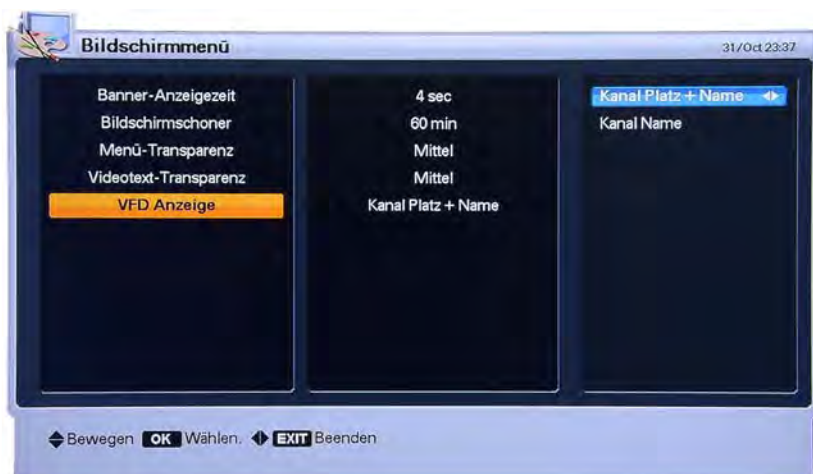 Bildschirmmenü
31/Oct 23:37
Banner-Anzeigezeit 4 sec Kanal Platz + Name
Bildschirmschoner 60 min Kanal Name
Menü-Transparenz Mittel
Videotext-Transparenz Mittel
VFD Anzeige Kanal Platz + Name
Bewegen OK Wählen. EXIT Beenden